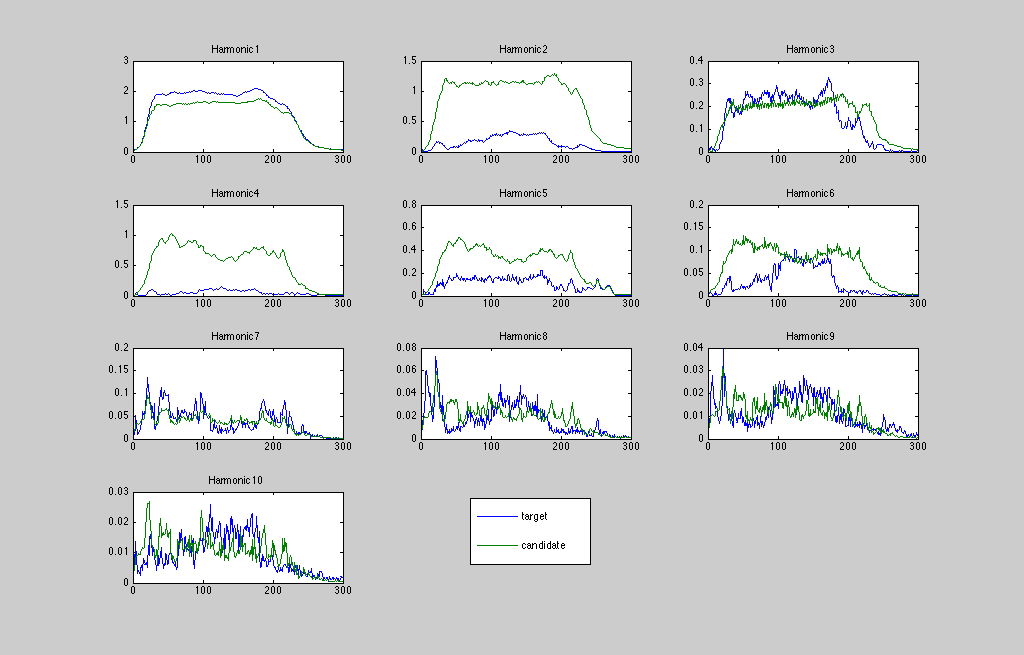 Harmonic1 Harmonic2 Harmonic3
3 1.5 0.4
2 1 0.3
0.2
1 0.5 0.1
0 0 0
0 100 200 300 0 100 200 300 0 100 200 300
Harmonic4 Harmonic5 Harmonic6
1.5 0.8 0.2
1 0.6 0.15
0.4 0.1
0.5 0.2 0.05
0 0 0
0 100 200 300 0 100 200 300 0 100 200 300
Harmonic7 Harmonic8 Harmonic9
0.2 0.08 0.04
0.15 0.06 0.03
0.1 0.04 0.02
0.05 0.02 0.01
0 0 0
0 100 200 300 0 100 200 300 0 100 200 300
Harmonic10
0.03
0.02
0.01
0
0 100 200 300
target
candidate